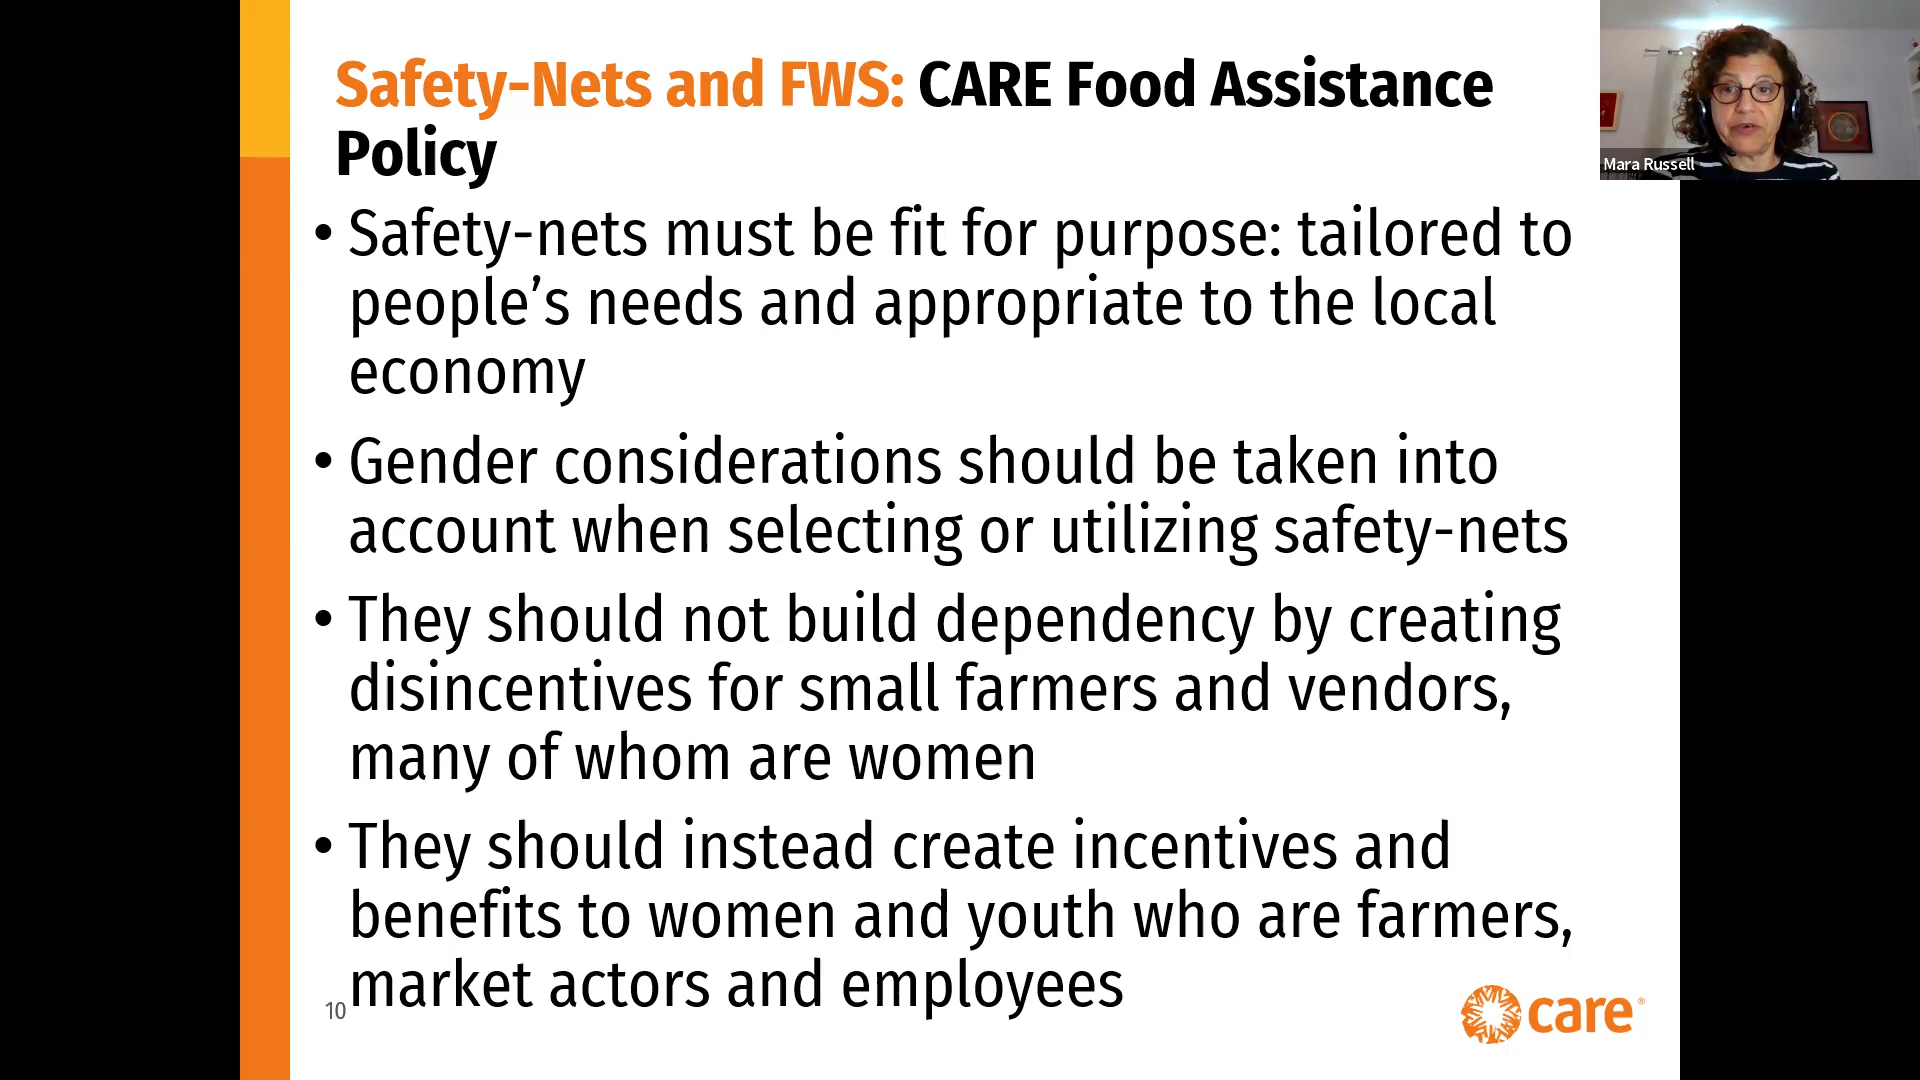 Safety-Nets and FWS: CARE Food Assistance
Policy
• Safety-nets must be fit for purpose: tailored to
people’s needs and appropriate to the local
economy
• Gender considerations should be taken into
account when selecting or utilizing safety-nets
• They should not build dependency by creating
disincentives for small farmers and vendors,
many of whom are women
• They should instead create incentives and
benefits to women and youth who are farmers,
market actors and employees
10
care®
Mara Russell